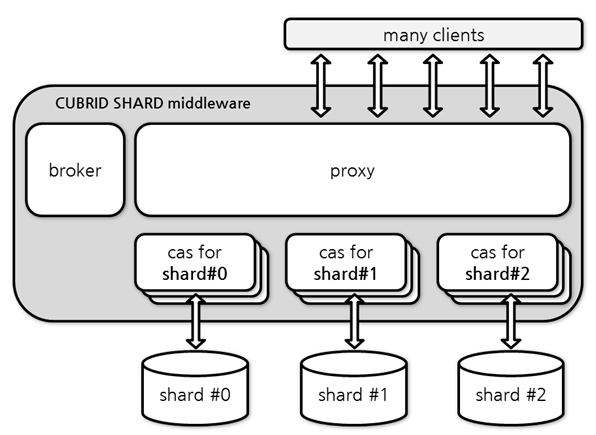 many clients
CUBRID SHARD middleware
broker
proxy
cas for
shard#0
cas for
shard#1
cas for
shard#2
shard #0
shard #1
shard #2